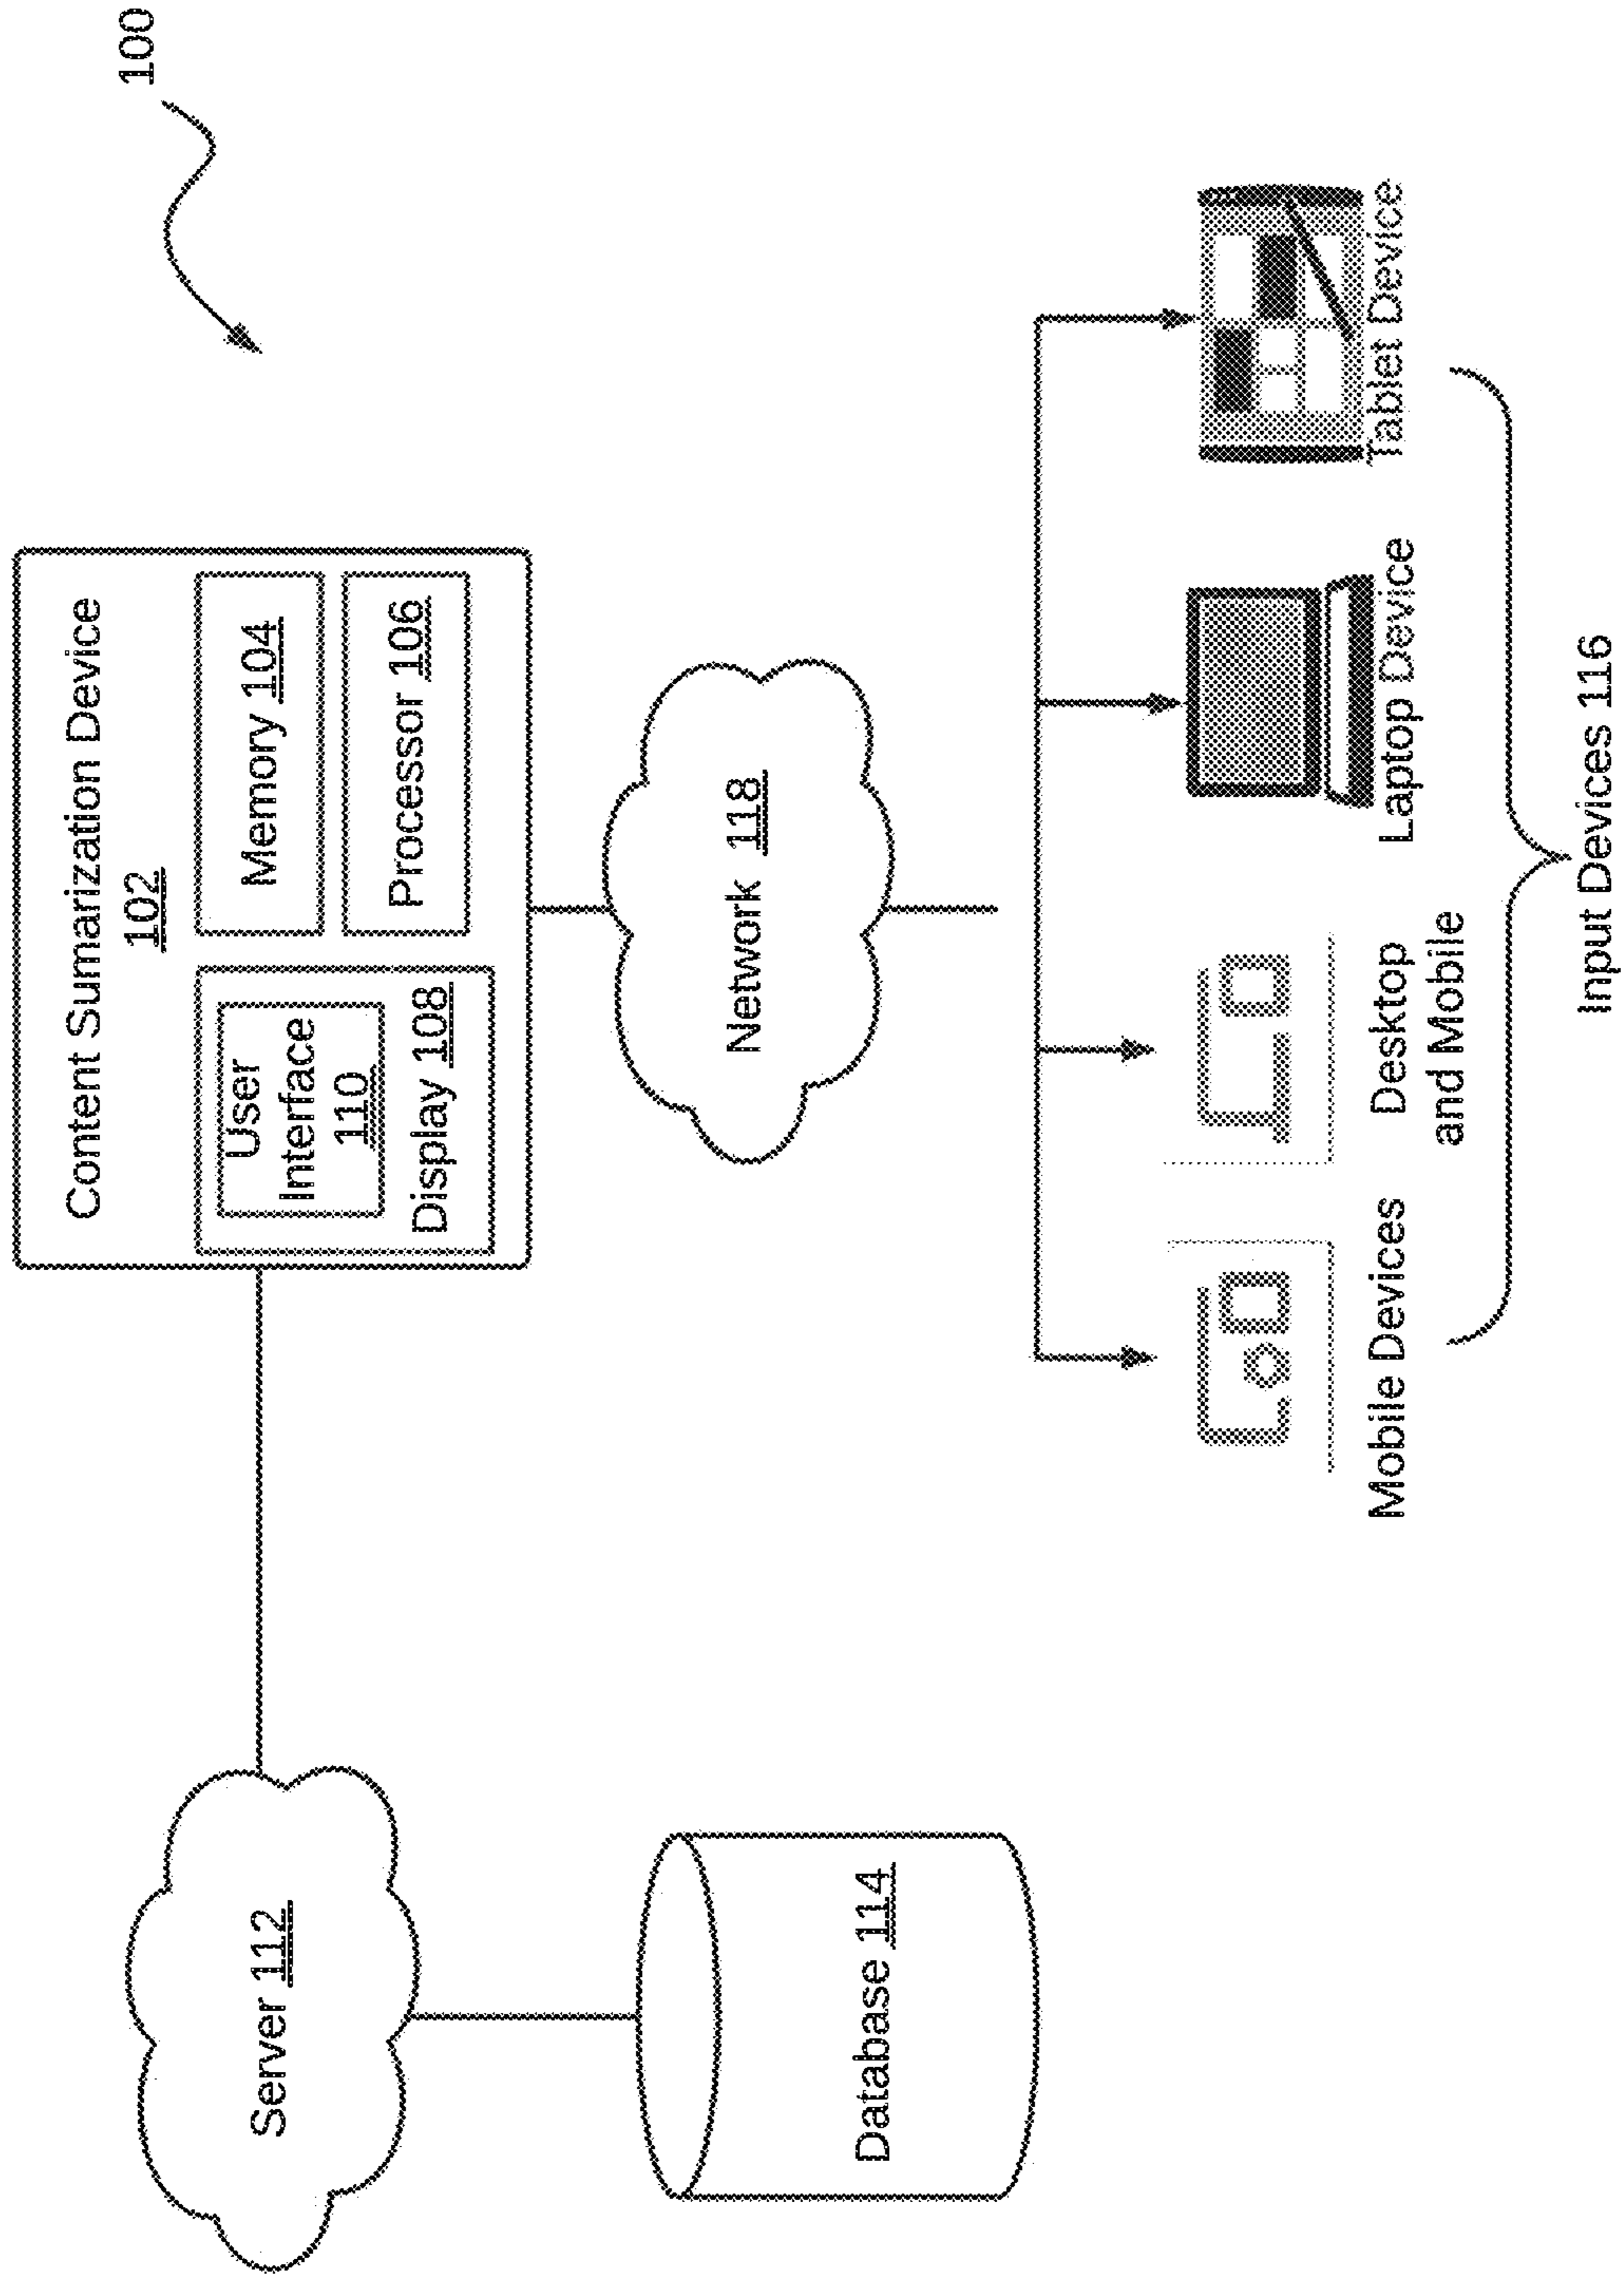 100
Content Sumarization Device
102
User
Interface
110
Display 108
Memory 104
Processor 106
Server 112
Network 118
Database 114
Mobile Devices
Desktop
and Mobile
Laptop Device
Tablet Device
Input Devices 116